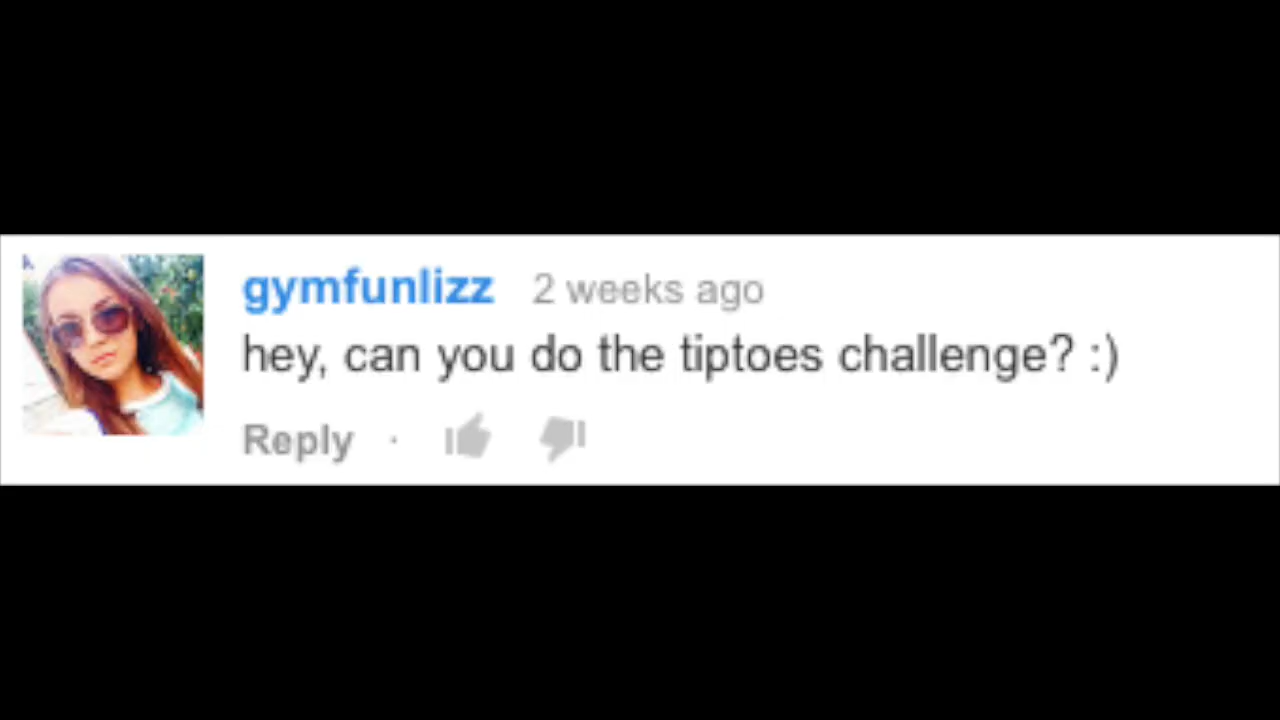 gymfunlizz 2 weeks ago
hey, can you do the tiptoes challenge? :)
Reply ·